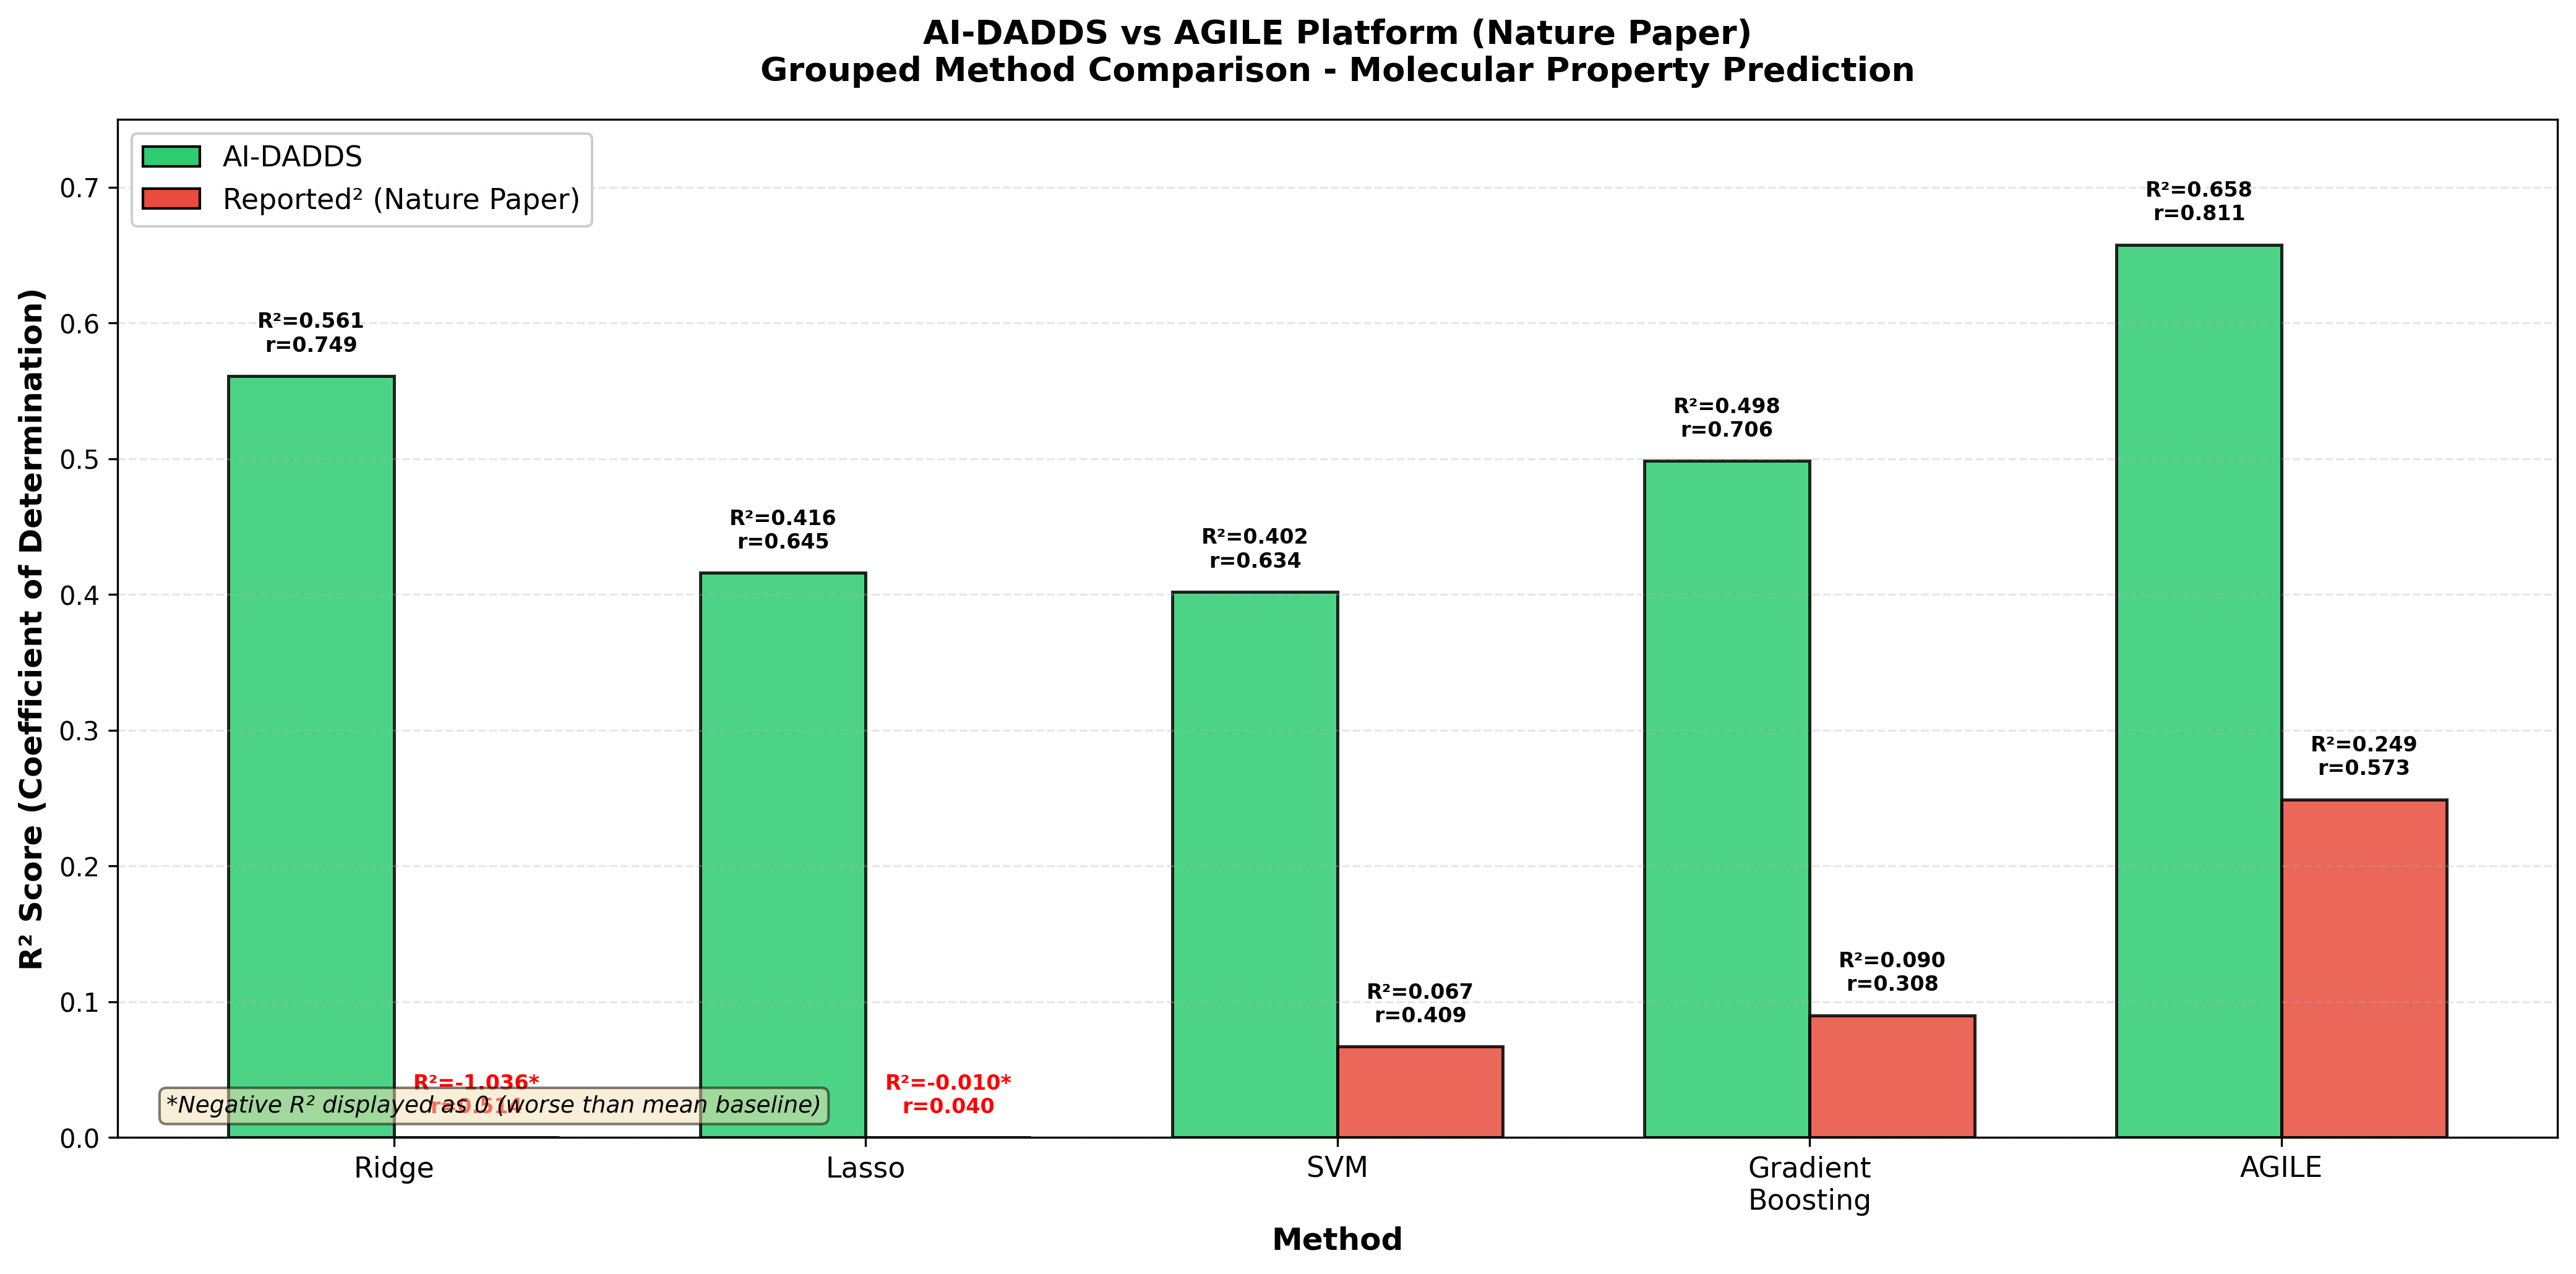 AI-DADDS vs AGILE Platform (Nature Paper)
Grouped Method Comparison - Molecular Property Prediction
AI-DADDS
Reported² (Nature Paper)
R² Score (Coefficient of Determination)
0.7
0.6
0.5
0.4
0.3
0.2
0.1
0.0
R²=0.561
r=0.749
R²=-1.036*
r=0.514
*Negative R² displayed as 0 (worse than mean baseline)
R²=0.416
r=0.645
R²=-0.010*
r=0.040
R²=0.402
r=0.634
R²=0.067
r=0.409
R²=0.498
r=0.706
R²=0.090
r=0.308
R²=0.658
r=0.811
R²=0.249
r=0.573
Ridge
Lasso
SVM
Gradient
Boosting
AGILE
Method